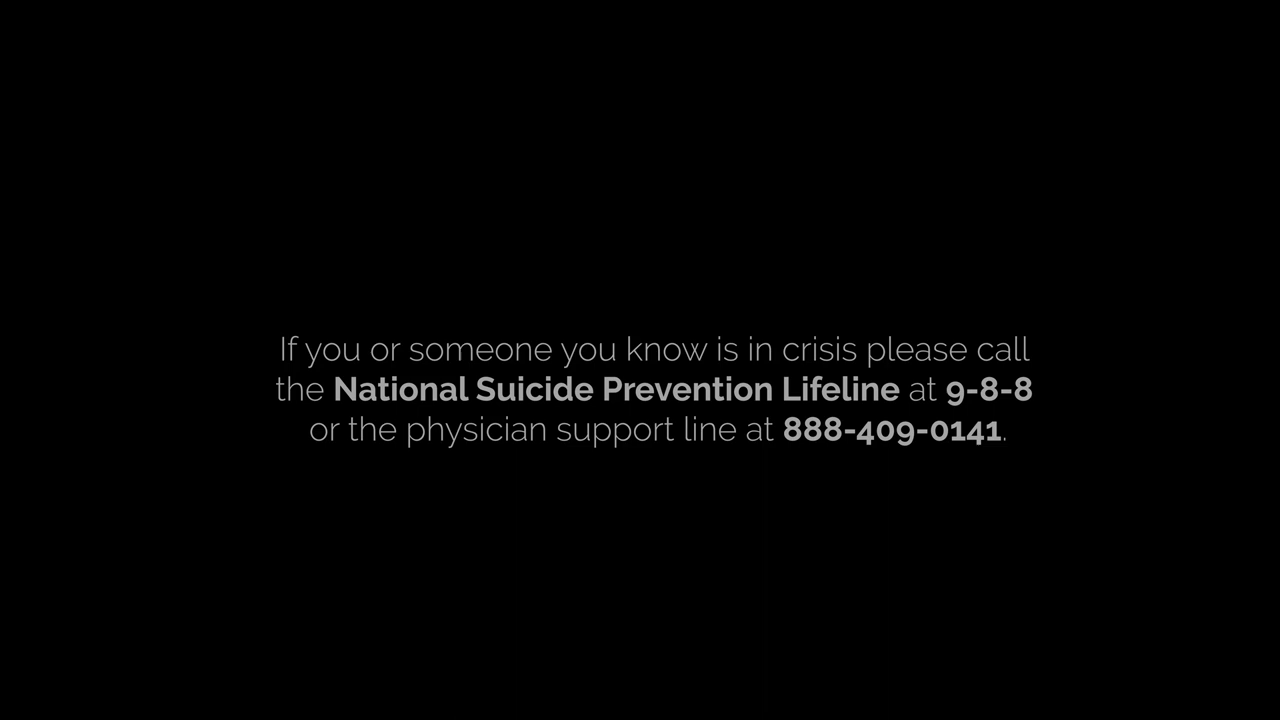 If you or someone you know is in crisis please call
the National Suicide Prevention Lifeline at 9-8-8
or the physician support line at 888-409-0141.